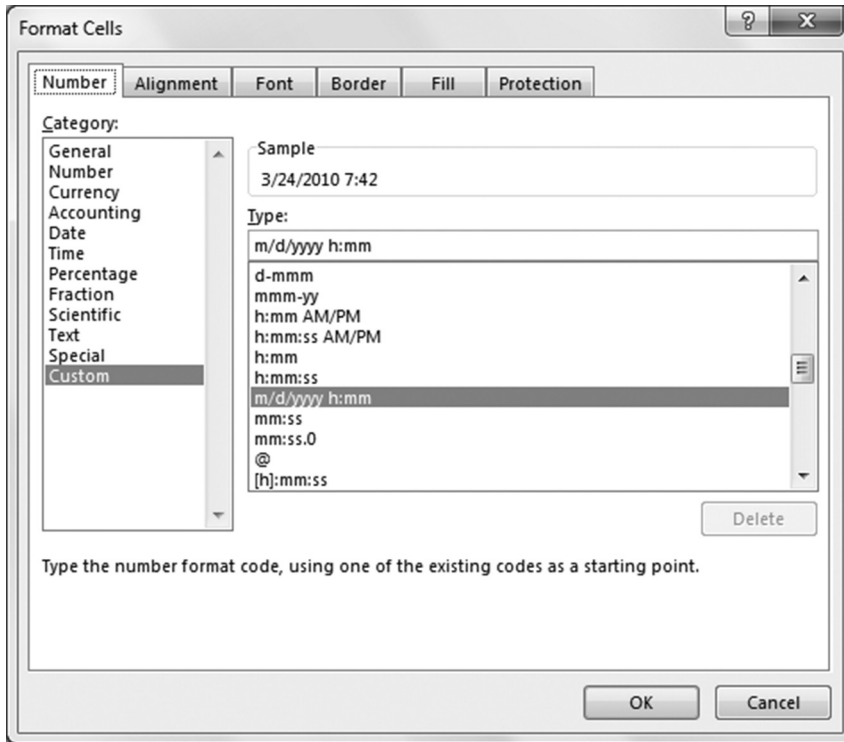 Format Cells
Number
Alignment
Font
Border
Fill
Protection
Category:
General
Number
Currency
Accounting
Date
Time
Percentage
Fraction
Scientific
Text
Special
Custom
Sample
3/24/2010 7:42
Type:
m/d/yyyy h:mm
d-mmm
mmm-yy
h:mm AM/PM
h:mm:ss AM/PM
h:mm
h:mm:ss
m/d/yyyy h:mm
mm:ss
mm:ss.0
@
[h]:mm:ss
Delete
Type the number format code, using one of the existing codes as a starting point.
OK
Cancel